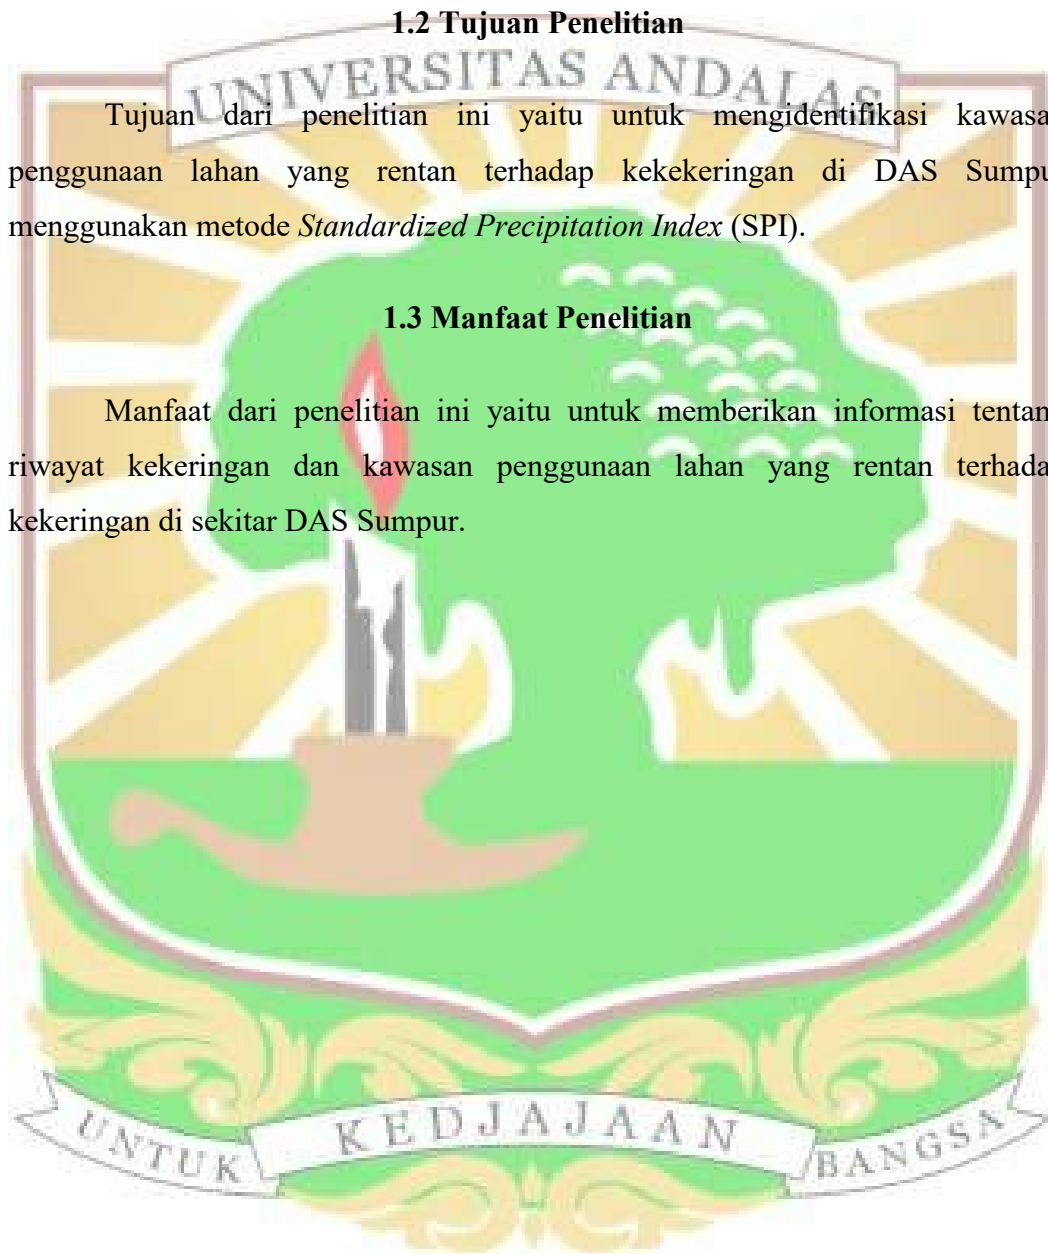 1.2 Tujuan Penelitian
UNIVERSITAS ANDALAS
Tujuan dari penelitian ini yaitu untuk mengidentifikasi kawasa
penggunaan lahan yang rentan terhadap kekekeringan di DAS Sumpu
menggunakan metode Standardized Precipitation Index (SPI).
1.3 Manfaat Penelitian
Manfaat dari penelitian ini yaitu untuk memberikan informasi tentan
riwayat kekeringan dan kawasan penggunaan lahan yang rentan terhada
kekeringan di sekitar DAS Sumpur.
UNTUK KEDJAJAAN BANGSA